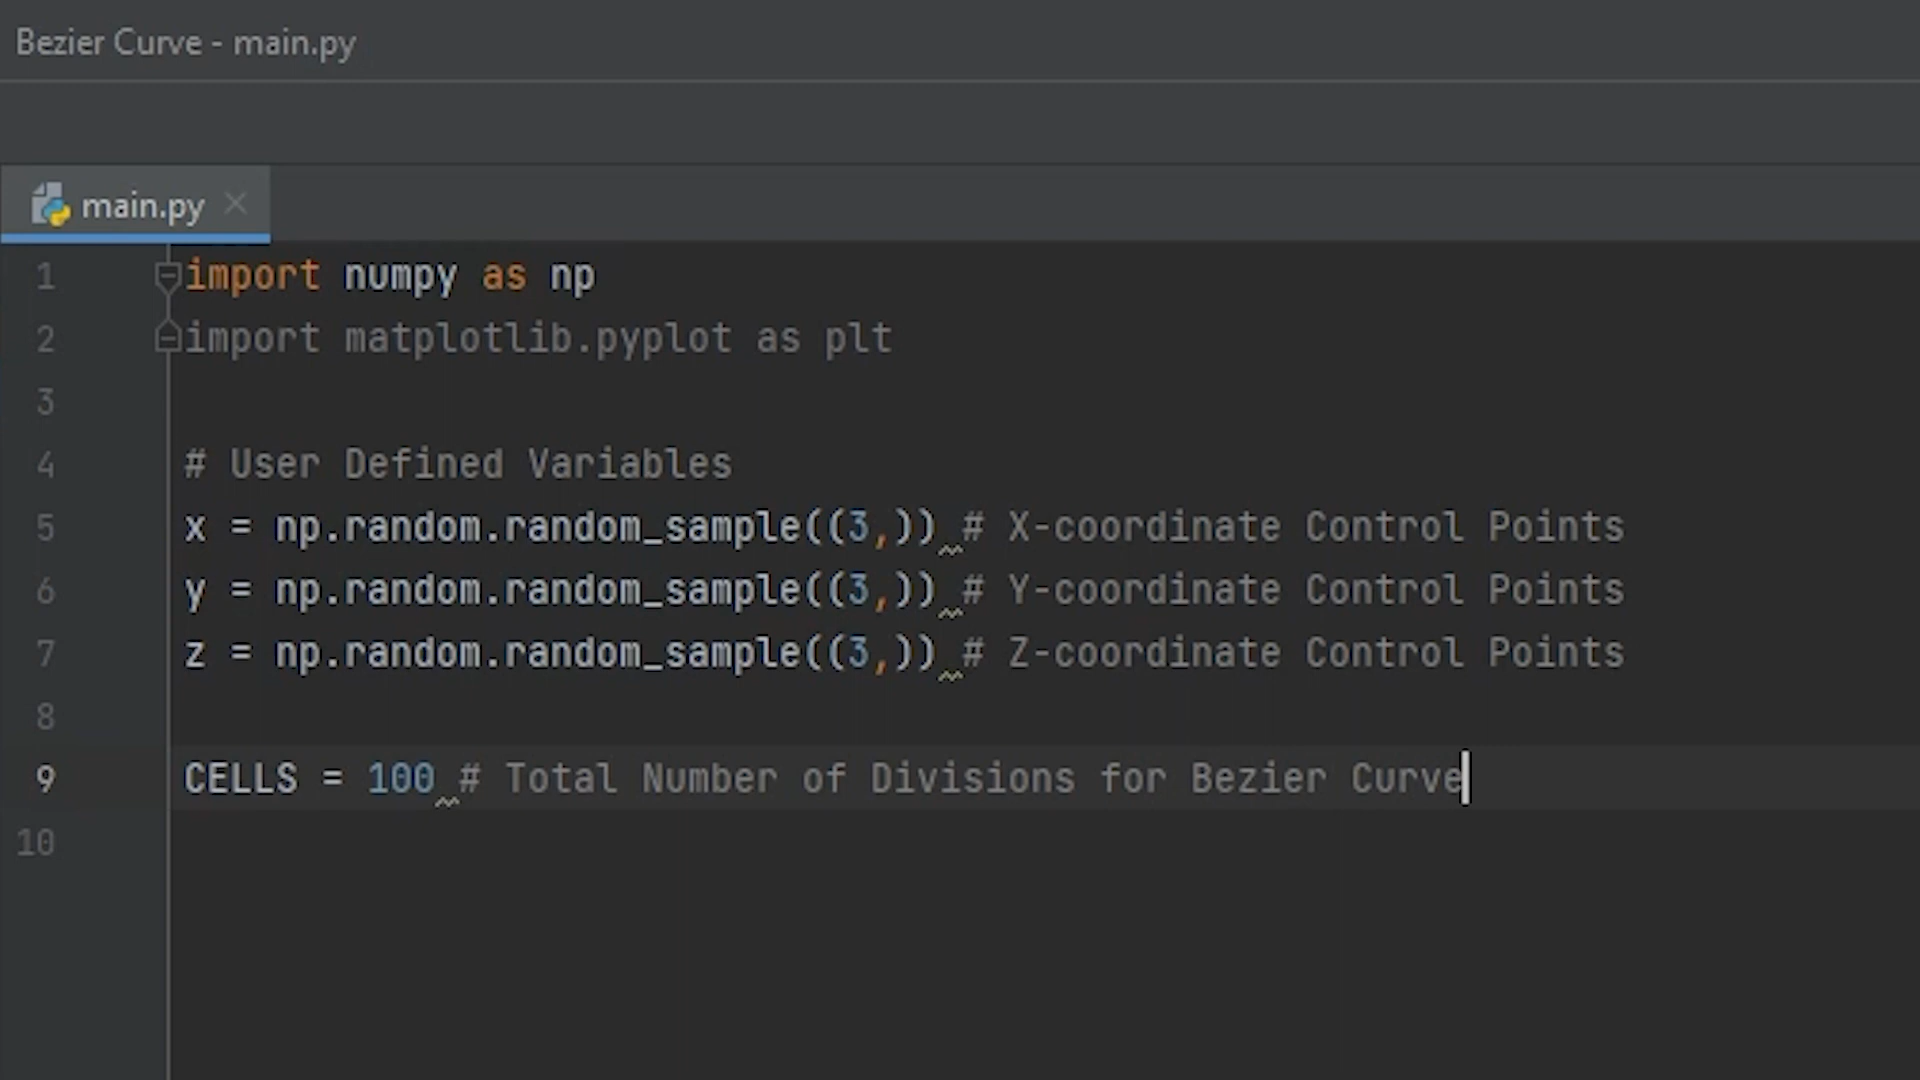 Bezier Curve - main.py
main.py
1 import numpy as np
2 import matplotlib.pyplot as plt
3
4 # User Defined Variables
5 x = np.random.random_sample((3,)) # X-coordinate Control Points
6 y = np.random.random_sample((3,)) # Y-coordinate Control Points
7 z = np.random.random_sample((3,)) # Z-coordinate Control Points
8
9 CELLS = 100 # Total Number of Divisions for Bezier Curve
10